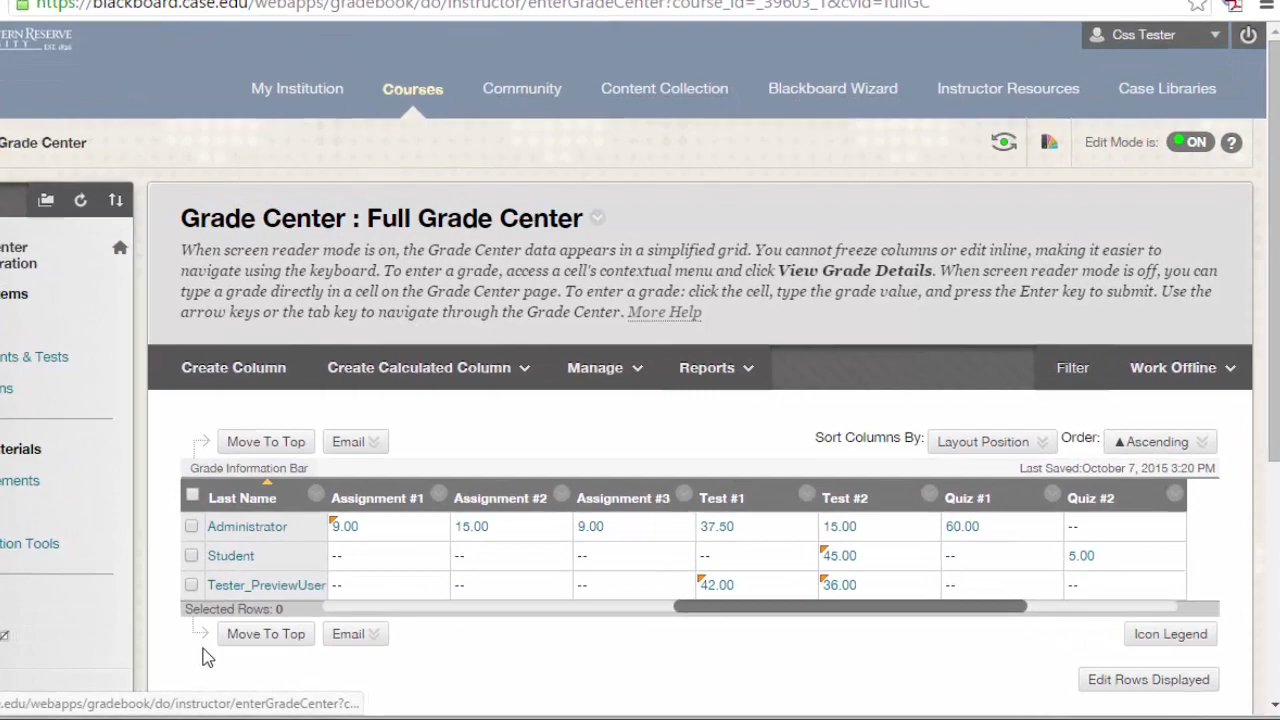 https://blackboard.case.edu/webapps/gradebook/do/instructor/enterGradeCenter?course_id=_39603_1&cvid=fullGC
TERN RESERVE
SITY EST. 1826
Css Tester
My Institution
Courses
Community
Content Collection
Blackboard Wizard
Instructor Resources
Case Libraries
Grade Center
Edit Mode is:
ON
?
nter
ration
ems
nts & Tests
ns
terials
ements
tion Tools
Grade Center : Full Grade Center
When screen reader mode is on, the Grade Center data appears in a simplified grid. You cannot freeze columns or edit inline, making it easier to
navigate using the keyboard. To enter a grade, access a cell's contextual menu and click View Grade Details. When screen reader mode is off, you can
type a grade directly in a cell on the Grade Center page. To enter a grade: click the cell, type the grade value, and press the Enter key to submit. Use the
arrow keys or the tab key to navigate through the Grade Center. More Help
Create Column
Create Calculated Column
Manage
Reports
Filter
Work Offline
Move To Top
Email
Sort Columns By:
Layout Position
Order:
▲Ascending
Grade Information Bar
Last Saved:October 7, 2015 3:20 PM
Last Name Assignment #1 Assignment #2 Assignment #3 Test #1 Test #2 Quiz #1 Quiz #2
Administrator 9.00 15.00 9.00 37.50 15.00 60.00 --
Student -- -- -- -- 45.00 -- 5.00
Tester_PreviewUser -- -- -- 42.00 36.00 -- --
Selected Rows: 0
Move To Top
Email
Icon Legend
Edit Rows Displayed
e.edu/webapps/gradebook/do/instructor/enterGradeCenter?c...